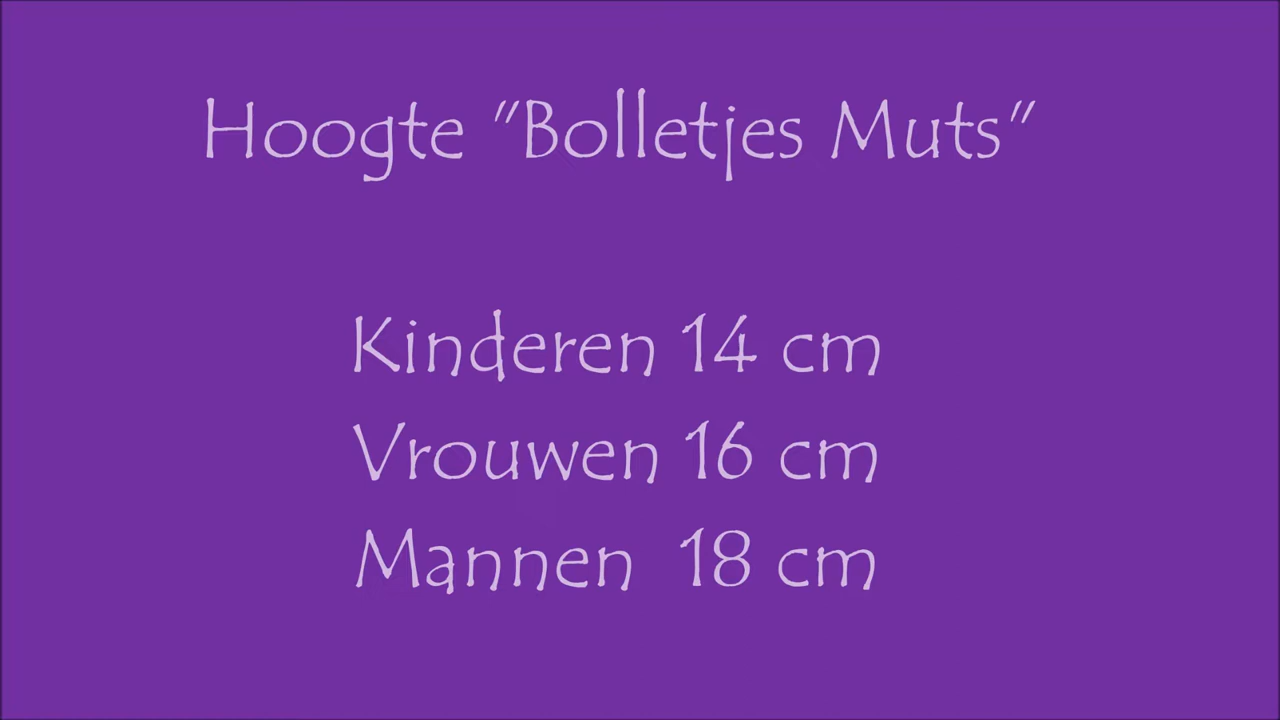 Hoogte "Bolletjes Muts"
Kinderen 14 cm
Vrouwen 16 cm
Mannen 18 cm